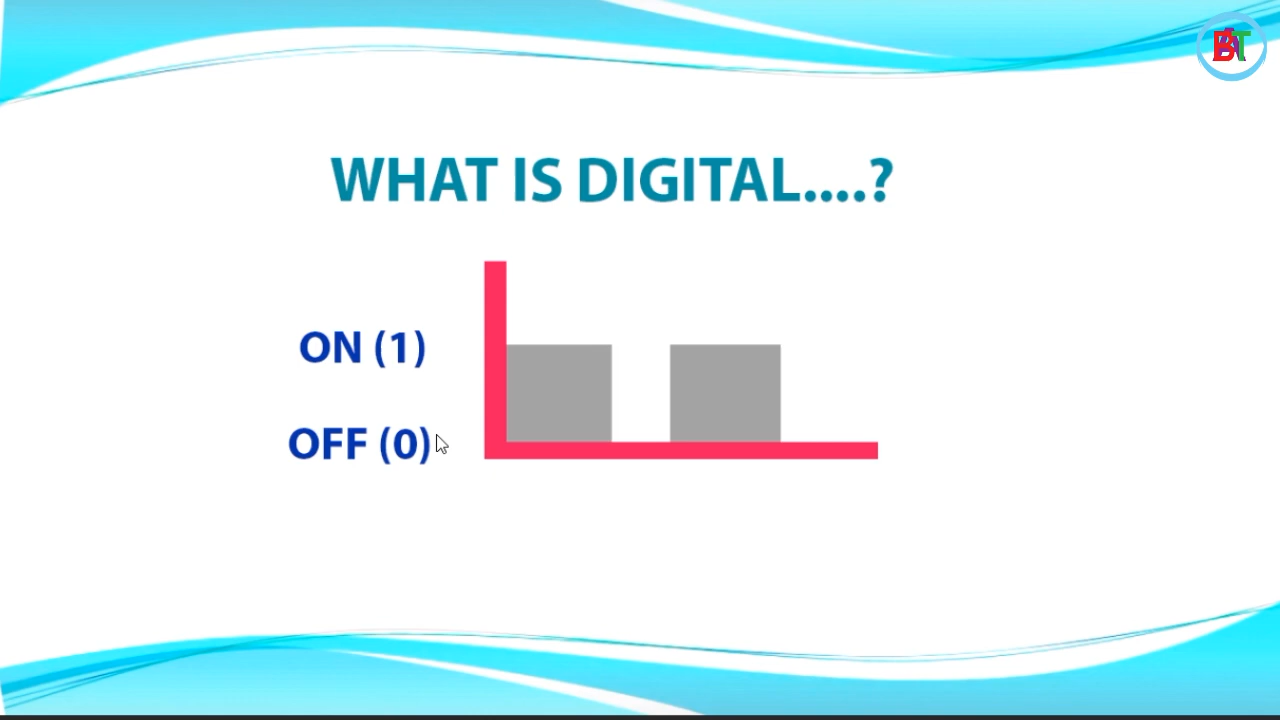 WHAT IS DIGITAL....?
ON (1)
OFF (0)